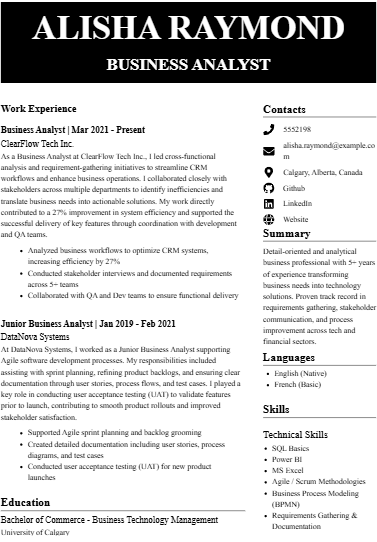 ALISHA RAYMOND
BUSINESS ANALYST
Work Experience
Business Analyst | Mar 2021 - Present
ClearFlow Tech Inc.
As a Business Analyst at ClearFlow Tech Inc., I led cross-functional
analysis and requirement-gathering initiatives to streamline CRM
workflows and enhance business operations. I collaborated closely with
stakeholders across multiple departments to identify inefficiencies and
translate business needs into actionable solutions. My work directly
contributed to a 27% improvement in system efficiency and supported the
successful delivery of key features through coordination with development
and QA teams.
• Analyzed business workflows to optimize CRM systems,
increasing efficiency by 27%
• Conducted stakeholder interviews and documented requirements
across 5+ teams
• Collaborated with QA and Dev teams to ensure functional delivery
Junior Business Analyst | Jan 2019 - Feb 2021
DataNova Systems
At DataNova Systems, I worked as a Junior Business Analyst supporting
Agile software development processes. My responsibilities included
assisting with sprint planning, refining product backlogs, and ensuring clear
documentation through user stories, process flows, and test cases. I played a
key role in conducting user acceptance testing (UAT) to validate features
prior to launch, contributing to smooth product rollouts and improved
stakeholder satisfaction.
• Supported Agile sprint planning and backlog grooming
• Created detailed documentation including user stories, process
diagrams, and test cases
• Conducted user acceptance testing (UAT) for new product
launches
Education
Bachelor of Commerce - Business Technology Management
University of Calgary
Contacts
5552198
alisha.raymond@example.co
m
Calgary, Alberta, Canada
Github
LinkedIn
Website
Summary
Detail-oriented and analytical
business professional with 5+ years
of experience transforming
business needs into technology
solutions. Proven track record in
requirements gathering, stakeholder
communication, and process
improvement across tech and
financial sectors.
Languages
• English (Native)
• French (Basic)
Skills
Technical Skills
• SQL Basics
• Power BI
• MS Excel
• Agile / Scrum Methodologies
• Business Process Modeling
(BPMN)
• Requirements Gathering &
Documentation